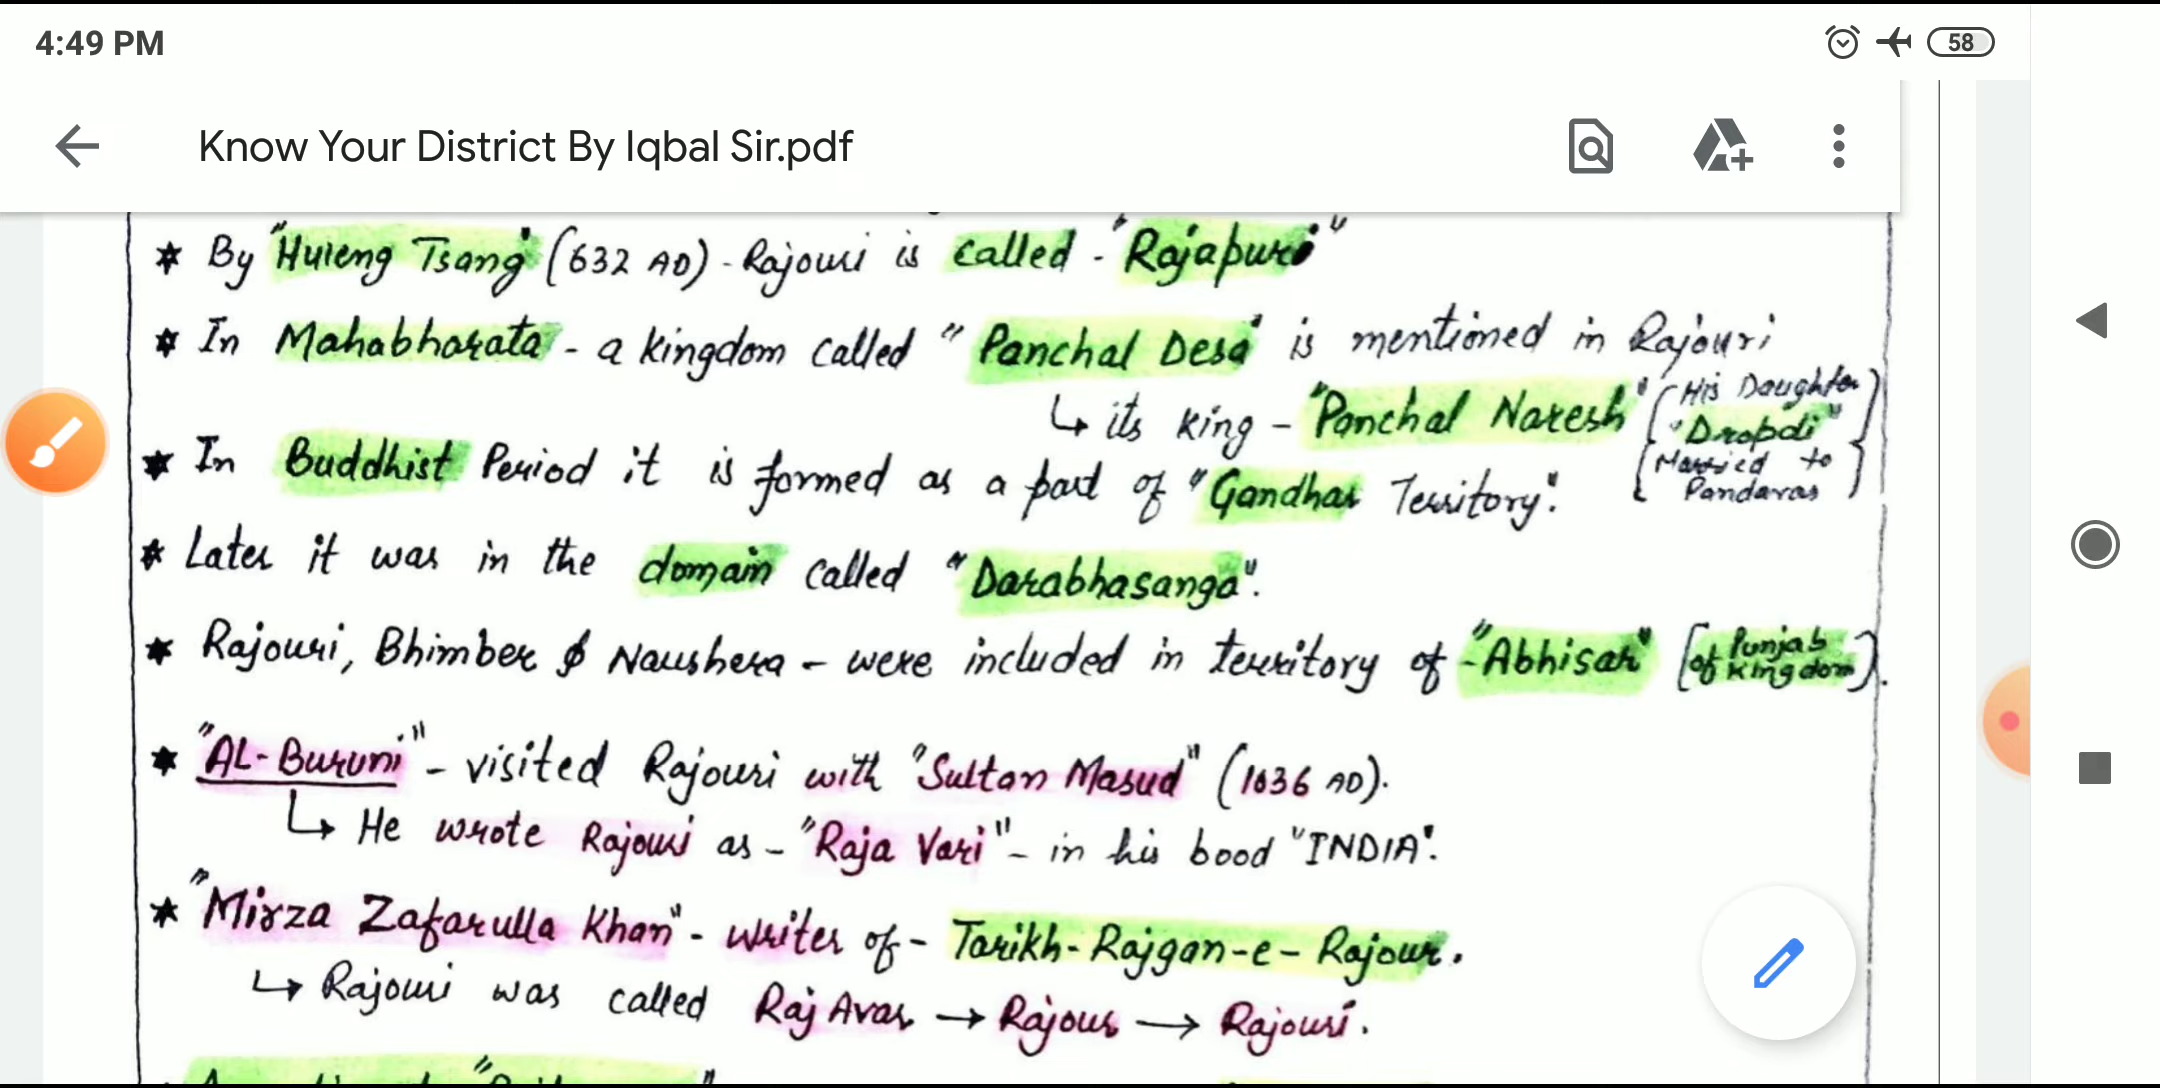 4:49 PM
58
Know Your District By Iqbal Sir.pdf
* By "Huieng Tsang" (632 AD) - Rajouri is called - "Rajapuri"
* In Mahabharata - a kingdom called "Panchal Desa" is mentioned in Rajouri
↳ its King - "Panchal Naresh" {His Daughter
"Dropdi"
Married to
Pandavas}
* In Buddhist Period it is formed as a part of "Gandhar Territory".
* Later it was in the domain called "Darabhasanga".
* Rajouri, Bhimber & Naushera - were included in territory of - "Abhisar" [of Punjab
Kingdom].
* "AL-Buruni" - visited Rajouri with "Sultan Masud" (1036 AD).
↳ He wrote Rajouri as - "Raja Vari" - in his bood "INDIA".
* "Mirza Zafarulla Khan" - writer of - Tarikh-Rajgan-e-Rajour.
↳ Rajouri was called Raj Avar → Rajour → Rajouri.